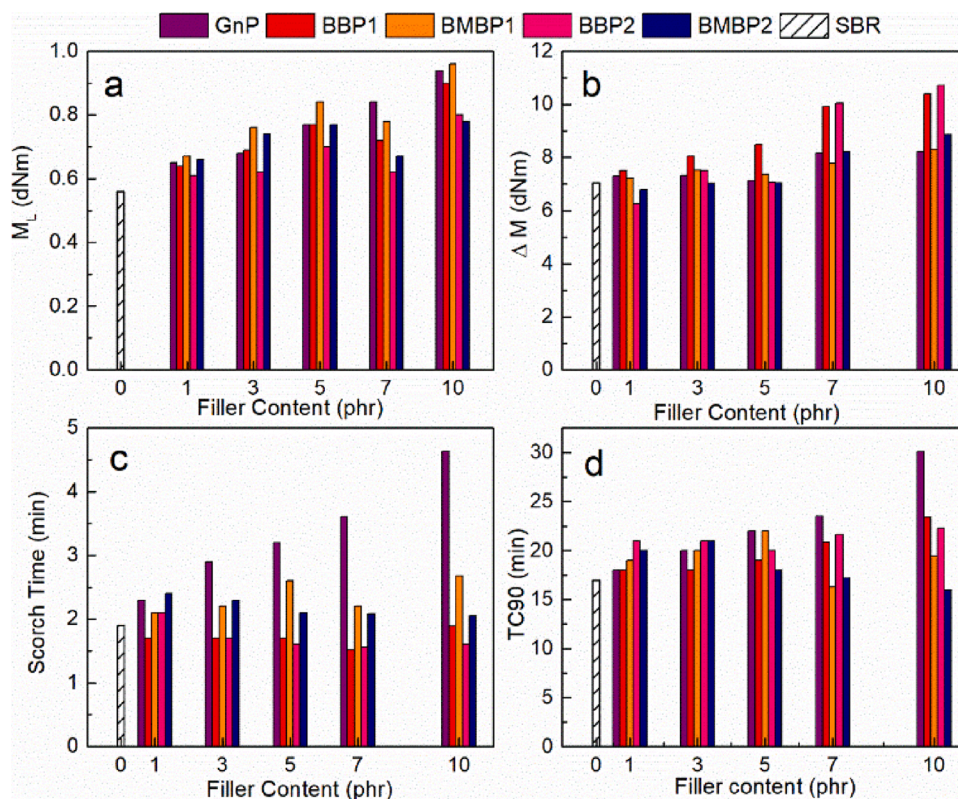 GnP BBP1 BMBP1 BBP2 BMBP2 SBR
a
M_L (dNm)
1.0
0.8
0.6
0.4
0.2
0.0
0 1 3 5 7 10
Filler Content (phr)
b
Δ M (dNm)
12
10
8
6
4
2
0
0 1 3 5 7 10
Filler Content (phr)
c
Scorch Time (min)
5
4
3
2
1
0
0 1 3 5 7 10
Filler Content (phr)
d
TC90 (min)
30
25
20
15
10
5
0
0 1 3 5 7 10
Filler content (phr)